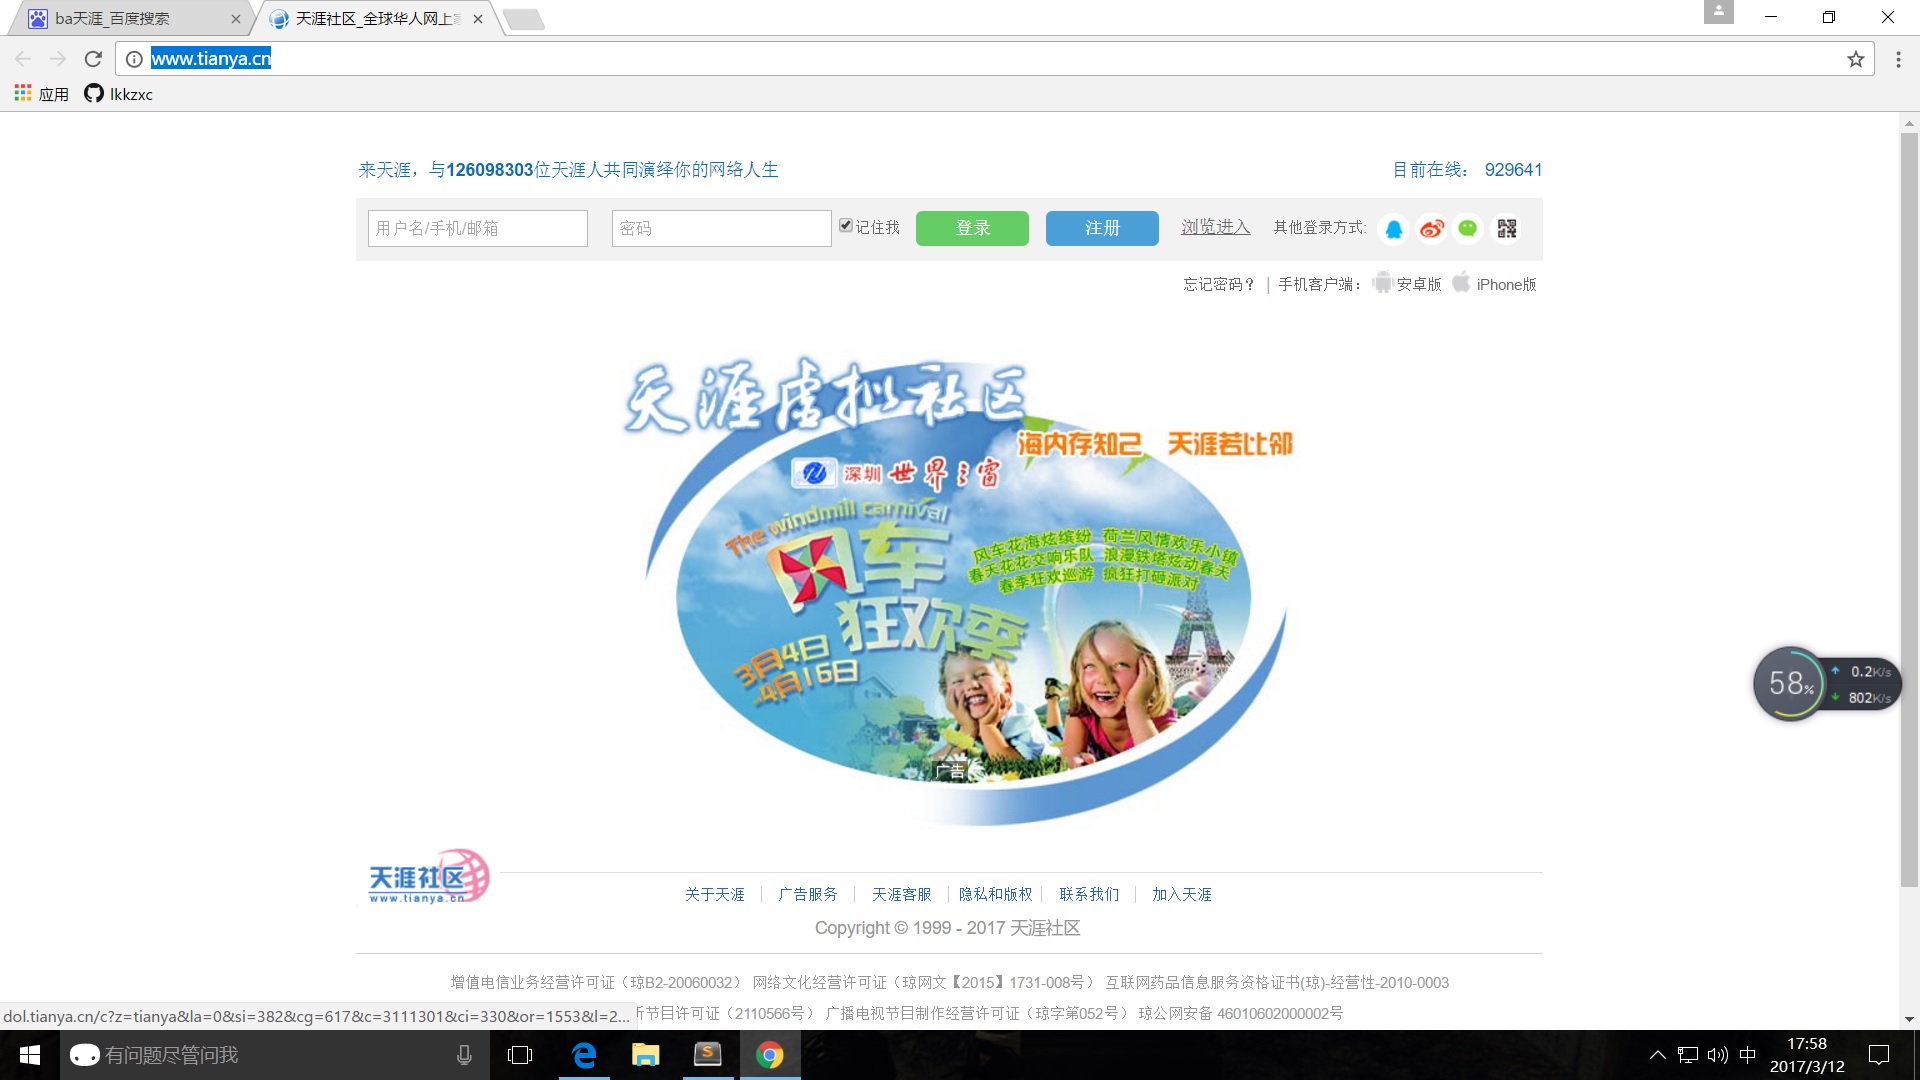 ba天涯_百度搜索
天涯社区_全球华人网上家
www.tianya.cn
应用
lkkzxc
来天涯，与126098303位天涯人共同演绎你的网络人生
目前在线： 929641
用户名/手机/邮箱
密码
记住我
登录
注册
浏览进入
其他登录方式:
忘记密码？ | 手机客户端： 安卓版 iPhone版
天涯虚拟社区
海内存知己 天涯若比邻
深圳世界之窗
The windmill carnival
风车
狂欢季
风车花海炫缤纷 荷兰风情欢乐小镇
春天花花交响乐队 浪漫铁塔炫动春天
春季狂欢巡游 疯狂打砸派对
3月4日
4月16日
广告
58%
0.2K/s
802K/s
天涯社区
www.tianya.cn
关于天涯 | 广告服务 | 天涯客服 | 隐私和版权 | 联系我们 | 加入天涯
Copyright © 1999 - 2017 天涯社区
增值电信业务经营许可证（琼B2-20060032） 网络文化经营许可证（琼网文【2015】1731-008号） 互联网药品信息服务资格证书(琼)-经营性-2010-0003
dol.tianya.cn/c?z=tianya&la=0&si=382&cg=617&c=3111301&ci=330&or=1553&l=2...
节目许可证（2110566号） 广播电视节目制作经营许可证（琼字第052号） 琼公网安备 46010602000002号
有问题尽管问我
中
17:58
2017/3/12